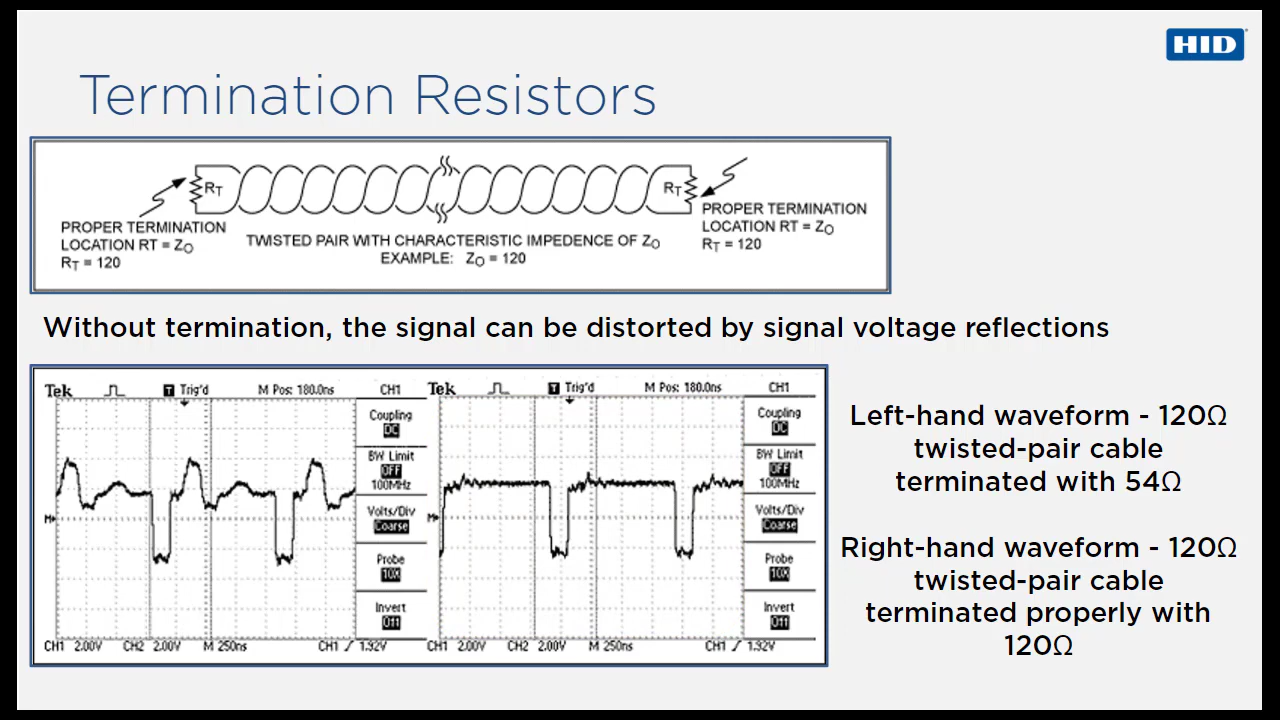 HID
Termination Resistors
RT
RT
PROPER TERMINATION
LOCATION RT = ZO
RT = 120
TWISTED PAIR WITH CHARACTERISTIC IMPEDENCE OF ZO
EXAMPLE: ZO = 120
PROPER TERMINATION
LOCATION RT = ZO
RT = 120
Without termination, the signal can be distorted by signal voltage reflections
Tek T Trig'd M Pos: 180.0ns CH1
Coupling
DC
BW Limit
OFF
100MHz
Volts/Div
Coarse
Probe
10X
Invert
Off
M
CH1 2.00V CH2 2.00V M 250ns CH1 / 1.92V
Tek T Trig'd M Pos: 180.0ns CH1
Coupling
DC
BW Limit
OFF
100MHz
Volts/Div
Coarse
Probe
10X
Invert
Off
M
CH1 2.00V CH2 2.00V M 250ns CH1 / 1.92V
Left-hand waveform - 120Ω
twisted-pair cable
terminated with 54Ω
Right-hand waveform - 120Ω
twisted-pair cable
terminated properly with
120Ω